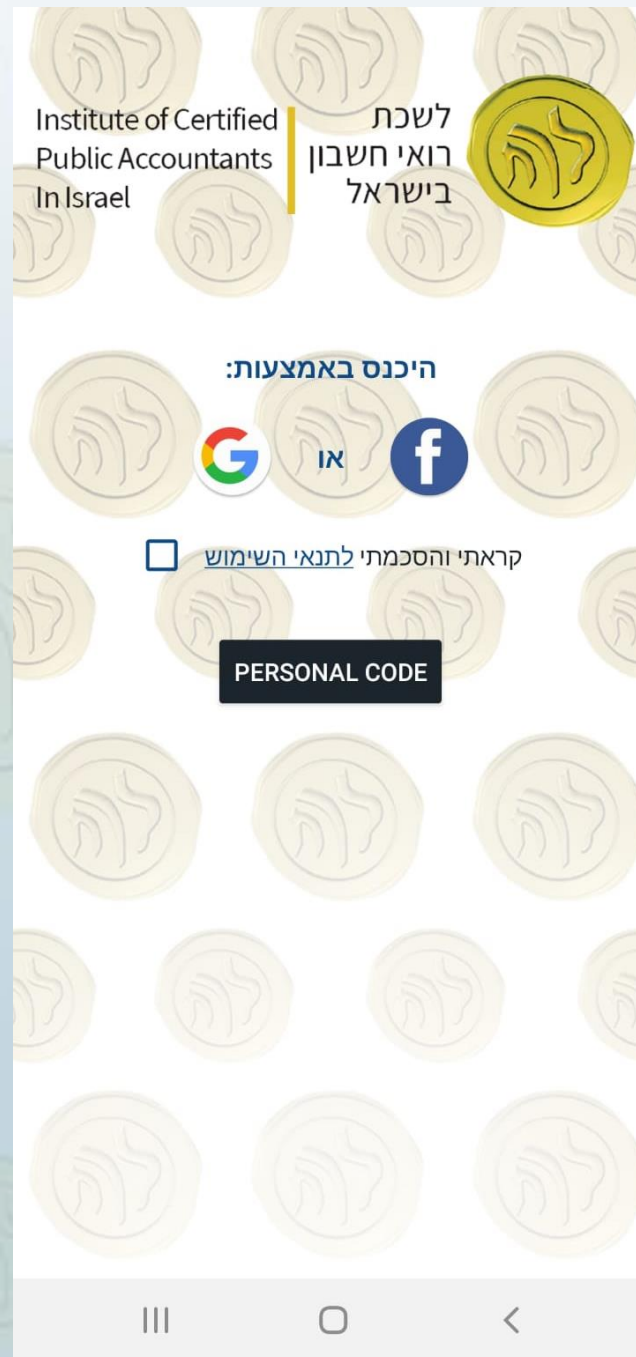 Institute of Certified
Public Accountants
In Israel
לשכת
רואי חשבון
בישראל
היכנס באמצעות:
או
קראתי והסכמתי לתנאי השימוש
PERSONAL CODE